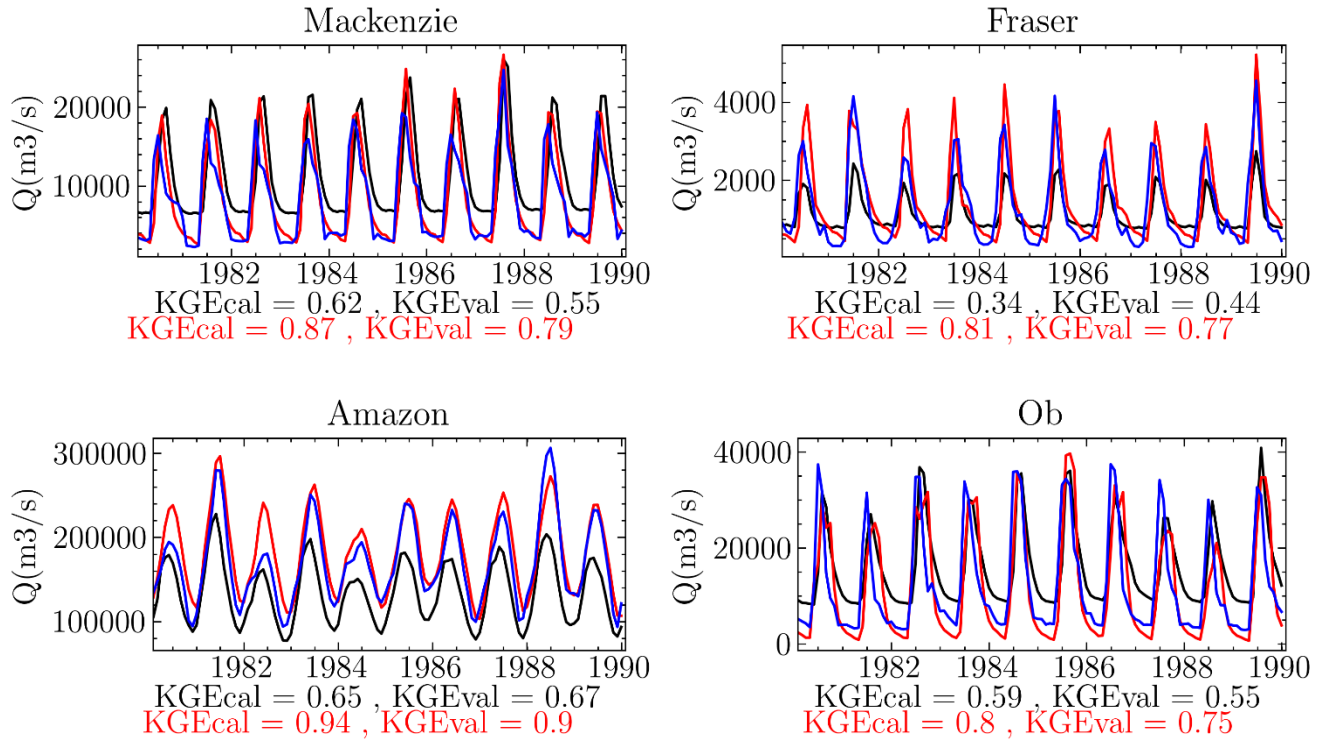 Mackenzie
Q(m3/s)
20000
10000
1982 1984 1986 1988 1990
KGEcal = 0.62 , KGEval = 0.55
KGEcal = 0.87 , KGEval = 0.79
Fraser
Q(m3/s)
4000
2000
1982 1984 1986 1988 1990
KGEcal = 0.34 , KGEval = 0.44
KGEcal = 0.81 , KGEval = 0.77
Amazon
Q(m3/s)
300000
200000
100000
1982 1984 1986 1988 1990
KGEcal = 0.65 , KGEval = 0.67
KGEcal = 0.94 , KGEval = 0.9
Ob
Q(m3/s)
40000
20000
0
1982 1984 1986 1988 1990
KGEcal = 0.59 , KGEval = 0.55
KGEcal = 0.8 , KGEval = 0.75